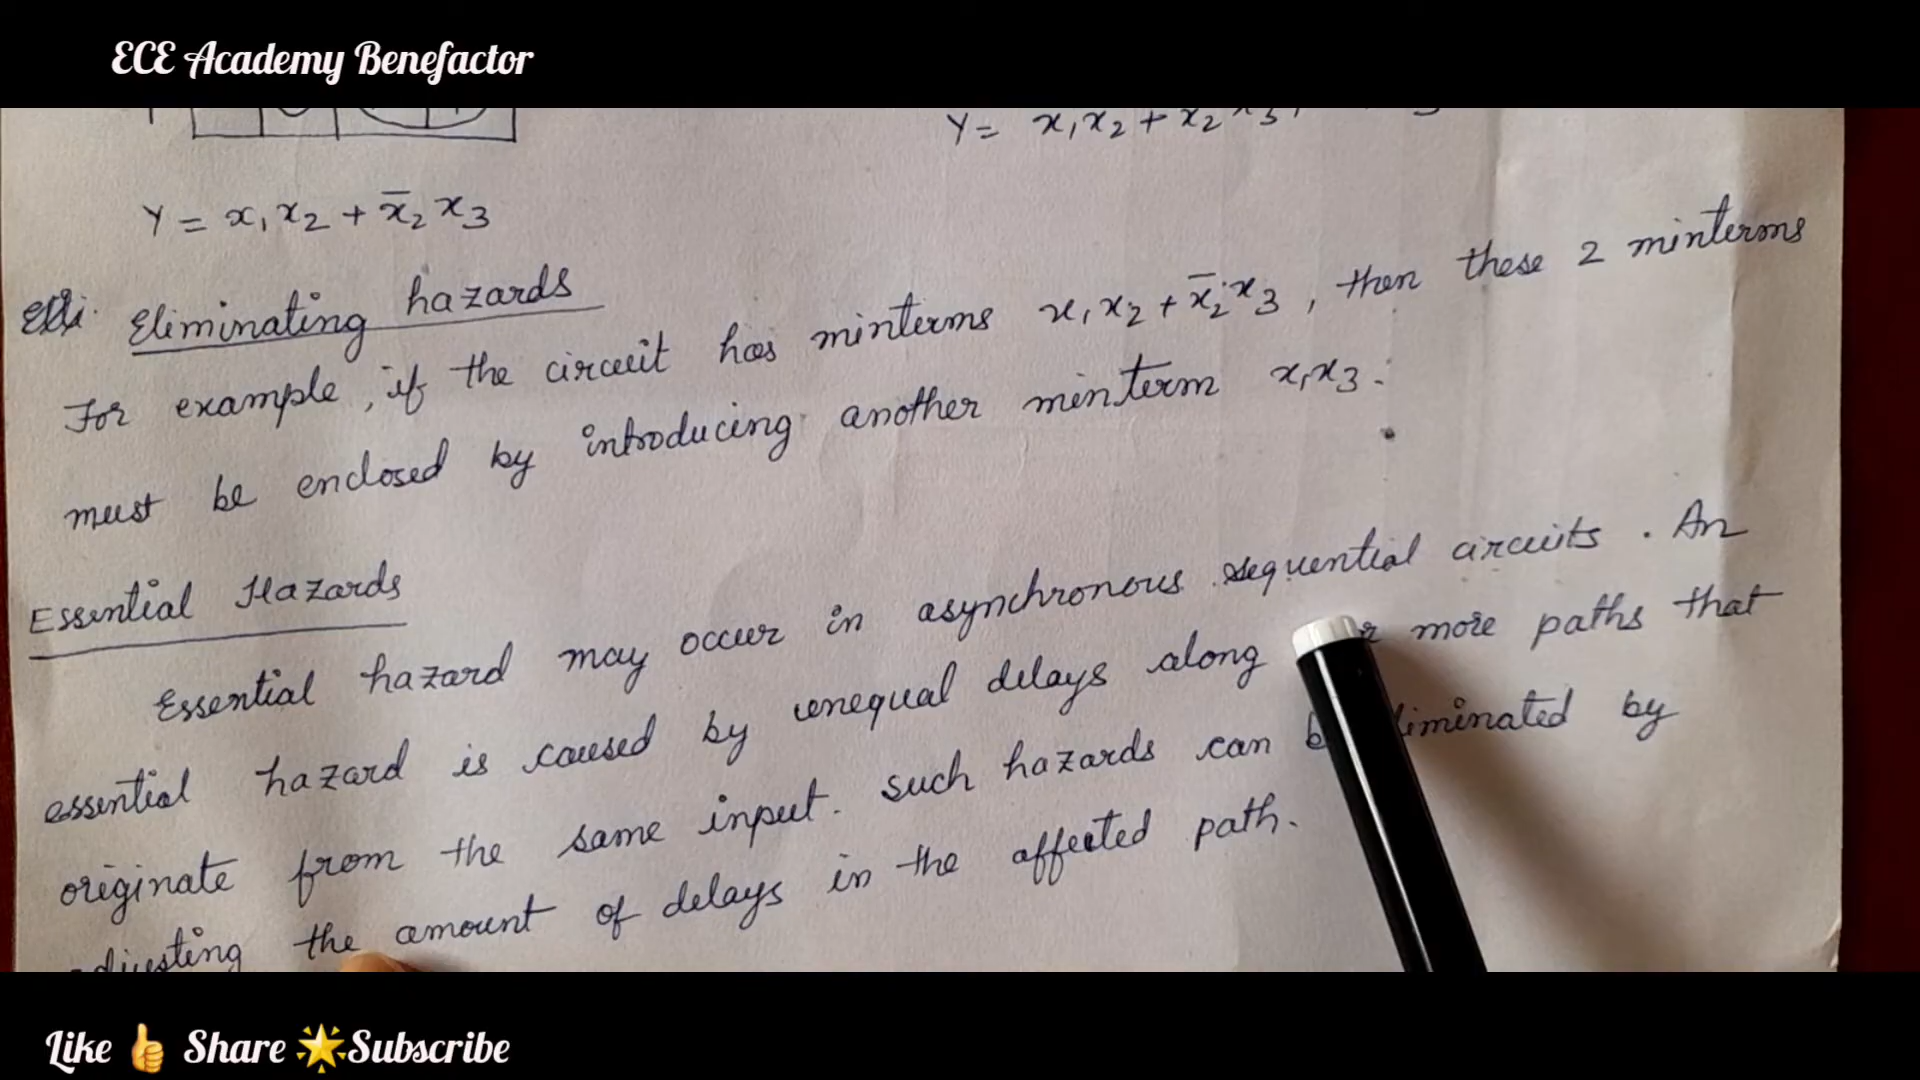 ECE Academy Benefactor
Y = x₁x₂ + x₂
Y = x₁x₂ + x̅₂x₃
Eliminating hazards
For example, if the circuit has minterms x₁x₂ + x̅₂x₃, then these 2 minterms
must be enclosed by introducing another minterm x₁x₃.
Essential Hazards
Essential hazard may occur in asynchronous sequential circuits. An
essential hazard is caused by unequal delays along more paths that
originate from the same input. Such hazards can by
the amount of delays in the affected path.
Like 👍 Share 🌟 Subscribe